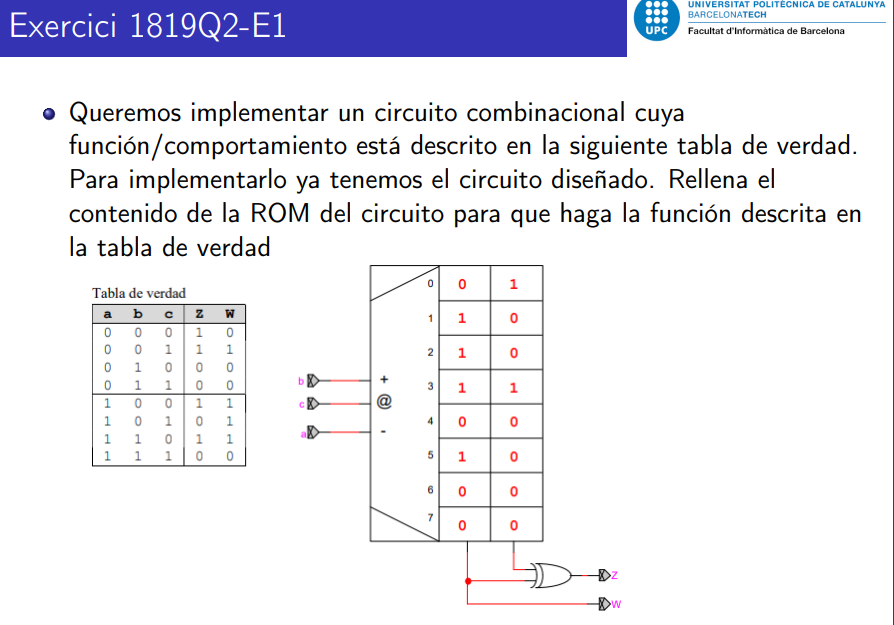 Exercici 1819Q2-E1
UNIVERSITAT POLITÈCNICA DE CATALUNYA
BARCELONATECH
Facultat d'Informàtica de Barcelona
UPC
Queremos implementar un circuito combinacional cuya
función/comportamiento está descrito en la siguiente tabla de verdad.
Para implementarlo ya tenemos el circuito diseñado. Rellena el
contenido de la ROM del circuito para que haga la función descrita en
la tabla de verdad
Tabla de verdad
a b c Z W
0 0 0 1 0
0 0 1 1 1
0 1 0 0 0
0 1 1 0 0
1 0 0 1 1
1 0 1 0 1
1 1 0 1 1
1 1 1 0 0
b +
c @
a -
0 0 1
1 1 0
2 1 0
3 1 1
4 0 0
5 1 0
6 0 0
7 0 0
Z
W